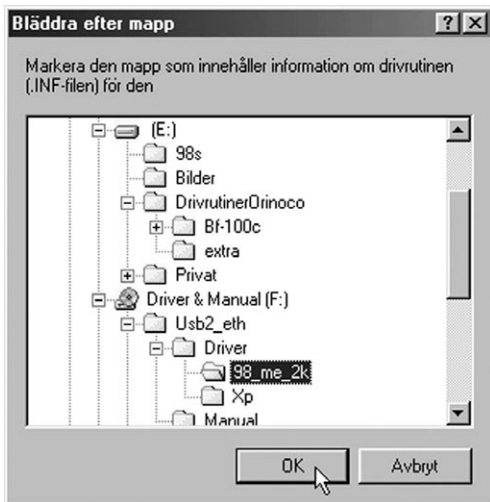 Bläddra efter mapp
Markera den mapp som innehåller information om drivrutinen
(.INF-filen) för den
(E:)
98s
Bilder
DrivrutinerOrinoco
Bf-100c
extra
Privat
Driver & Manual (F:)
Usb2_eth
Driver
98_me_2k
Xp
Manual
OK Avbryt